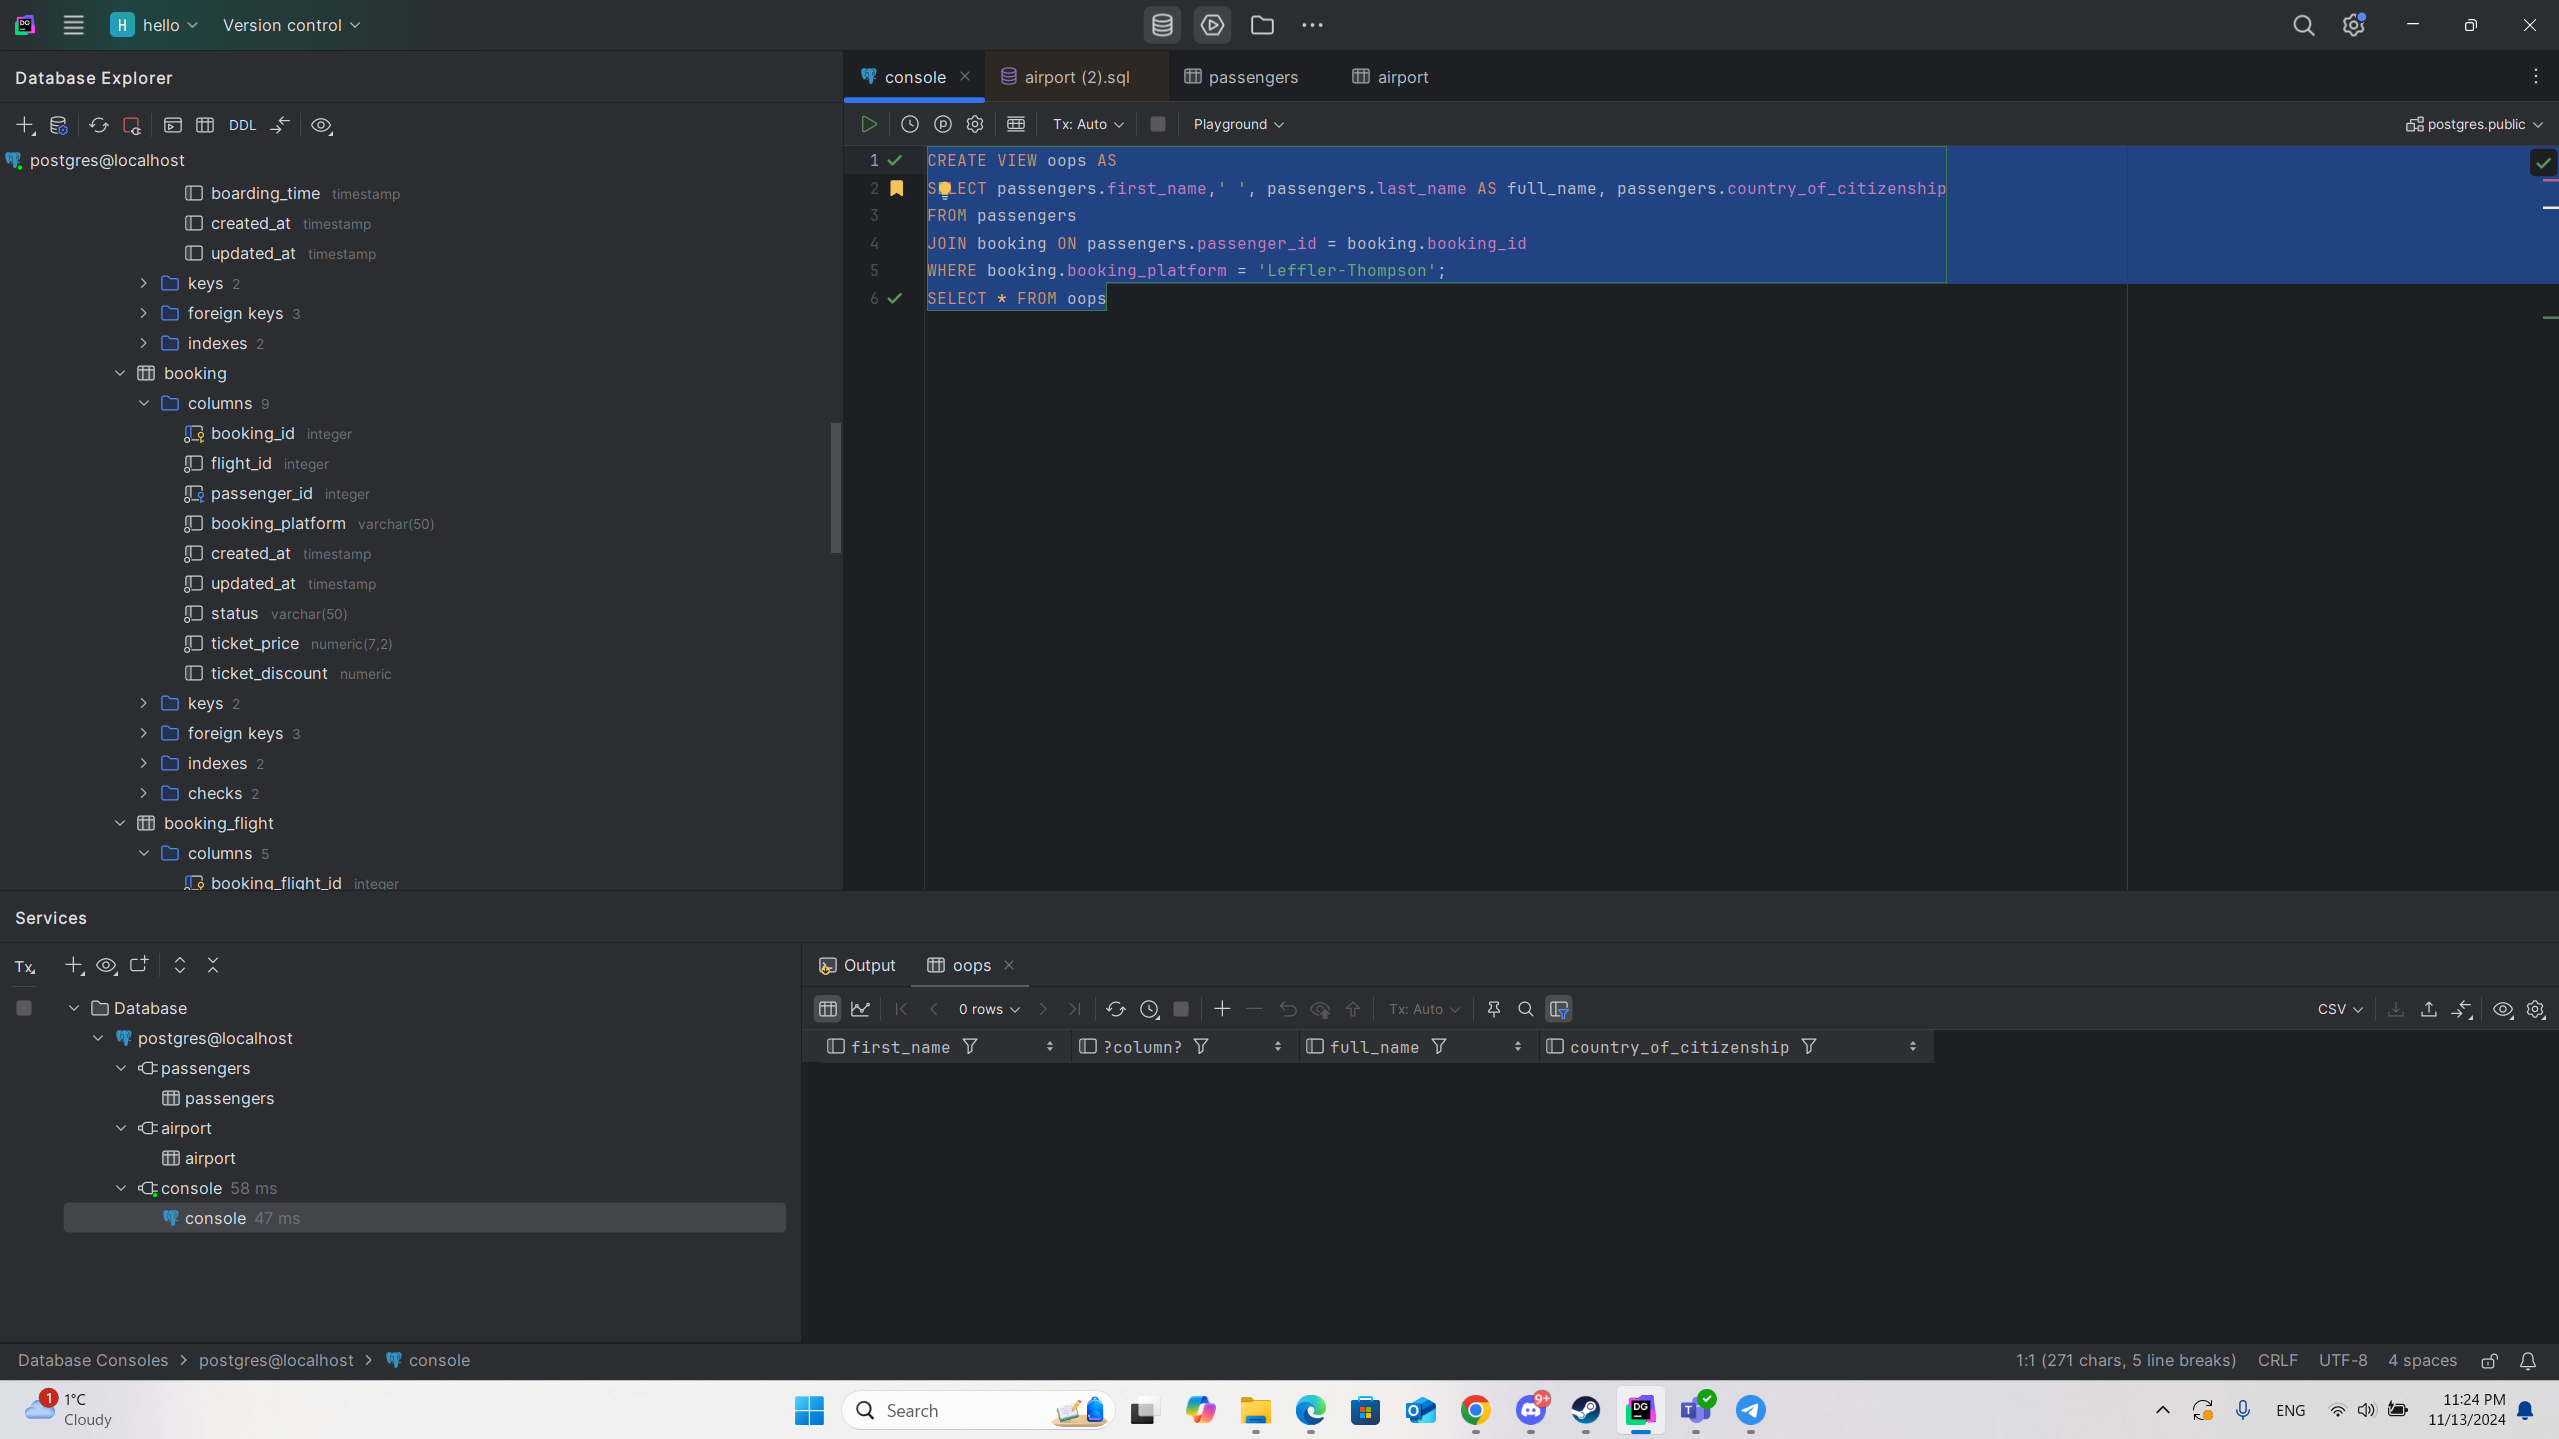 H hello Version control
Database Explorer
DDL
postgres@localhost
boarding_time timestamp
created_at timestamp
updated_at timestamp
keys 2
foreign keys 3
indexes 2
booking
columns 9
booking_id integer
flight_id integer
passenger_id integer
booking_platform varchar(50)
created_at timestamp
updated_at timestamp
status varchar(50)
ticket_price numeric(7,2)
ticket_discount numeric
keys 2
foreign keys 3
indexes 2
checks 2
booking_flight
columns 5
booking_flight_id integer
console airport (2).sql passengers airport
Tx: Auto Playground postgres.public
1 CREATE VIEW oops AS
2 SELECT passengers.first_name,' ', passengers.last_name AS full_name, passengers.country_of_citizenship
3 FROM passengers
4 JOIN booking ON passengers.passenger_id = booking.booking_id
5 WHERE booking.booking_platform = 'Leffler-Thompson';
6 SELECT * FROM oops
Services
Tx
Database
postgres@localhost
passengers
passengers
airport
airport
console 58 ms
console 47 ms
Output oops
0 rows Tx: Auto CSV
first_name ?column? full_name country_of_citizenship
Database Consoles > postgres@localhost > console
1:1 (271 chars, 5 line breaks) CRLF UTF-8 4 spaces
1 1°C
Cloudy
Search
9+
ENG
11:24 PM
11/13/2024